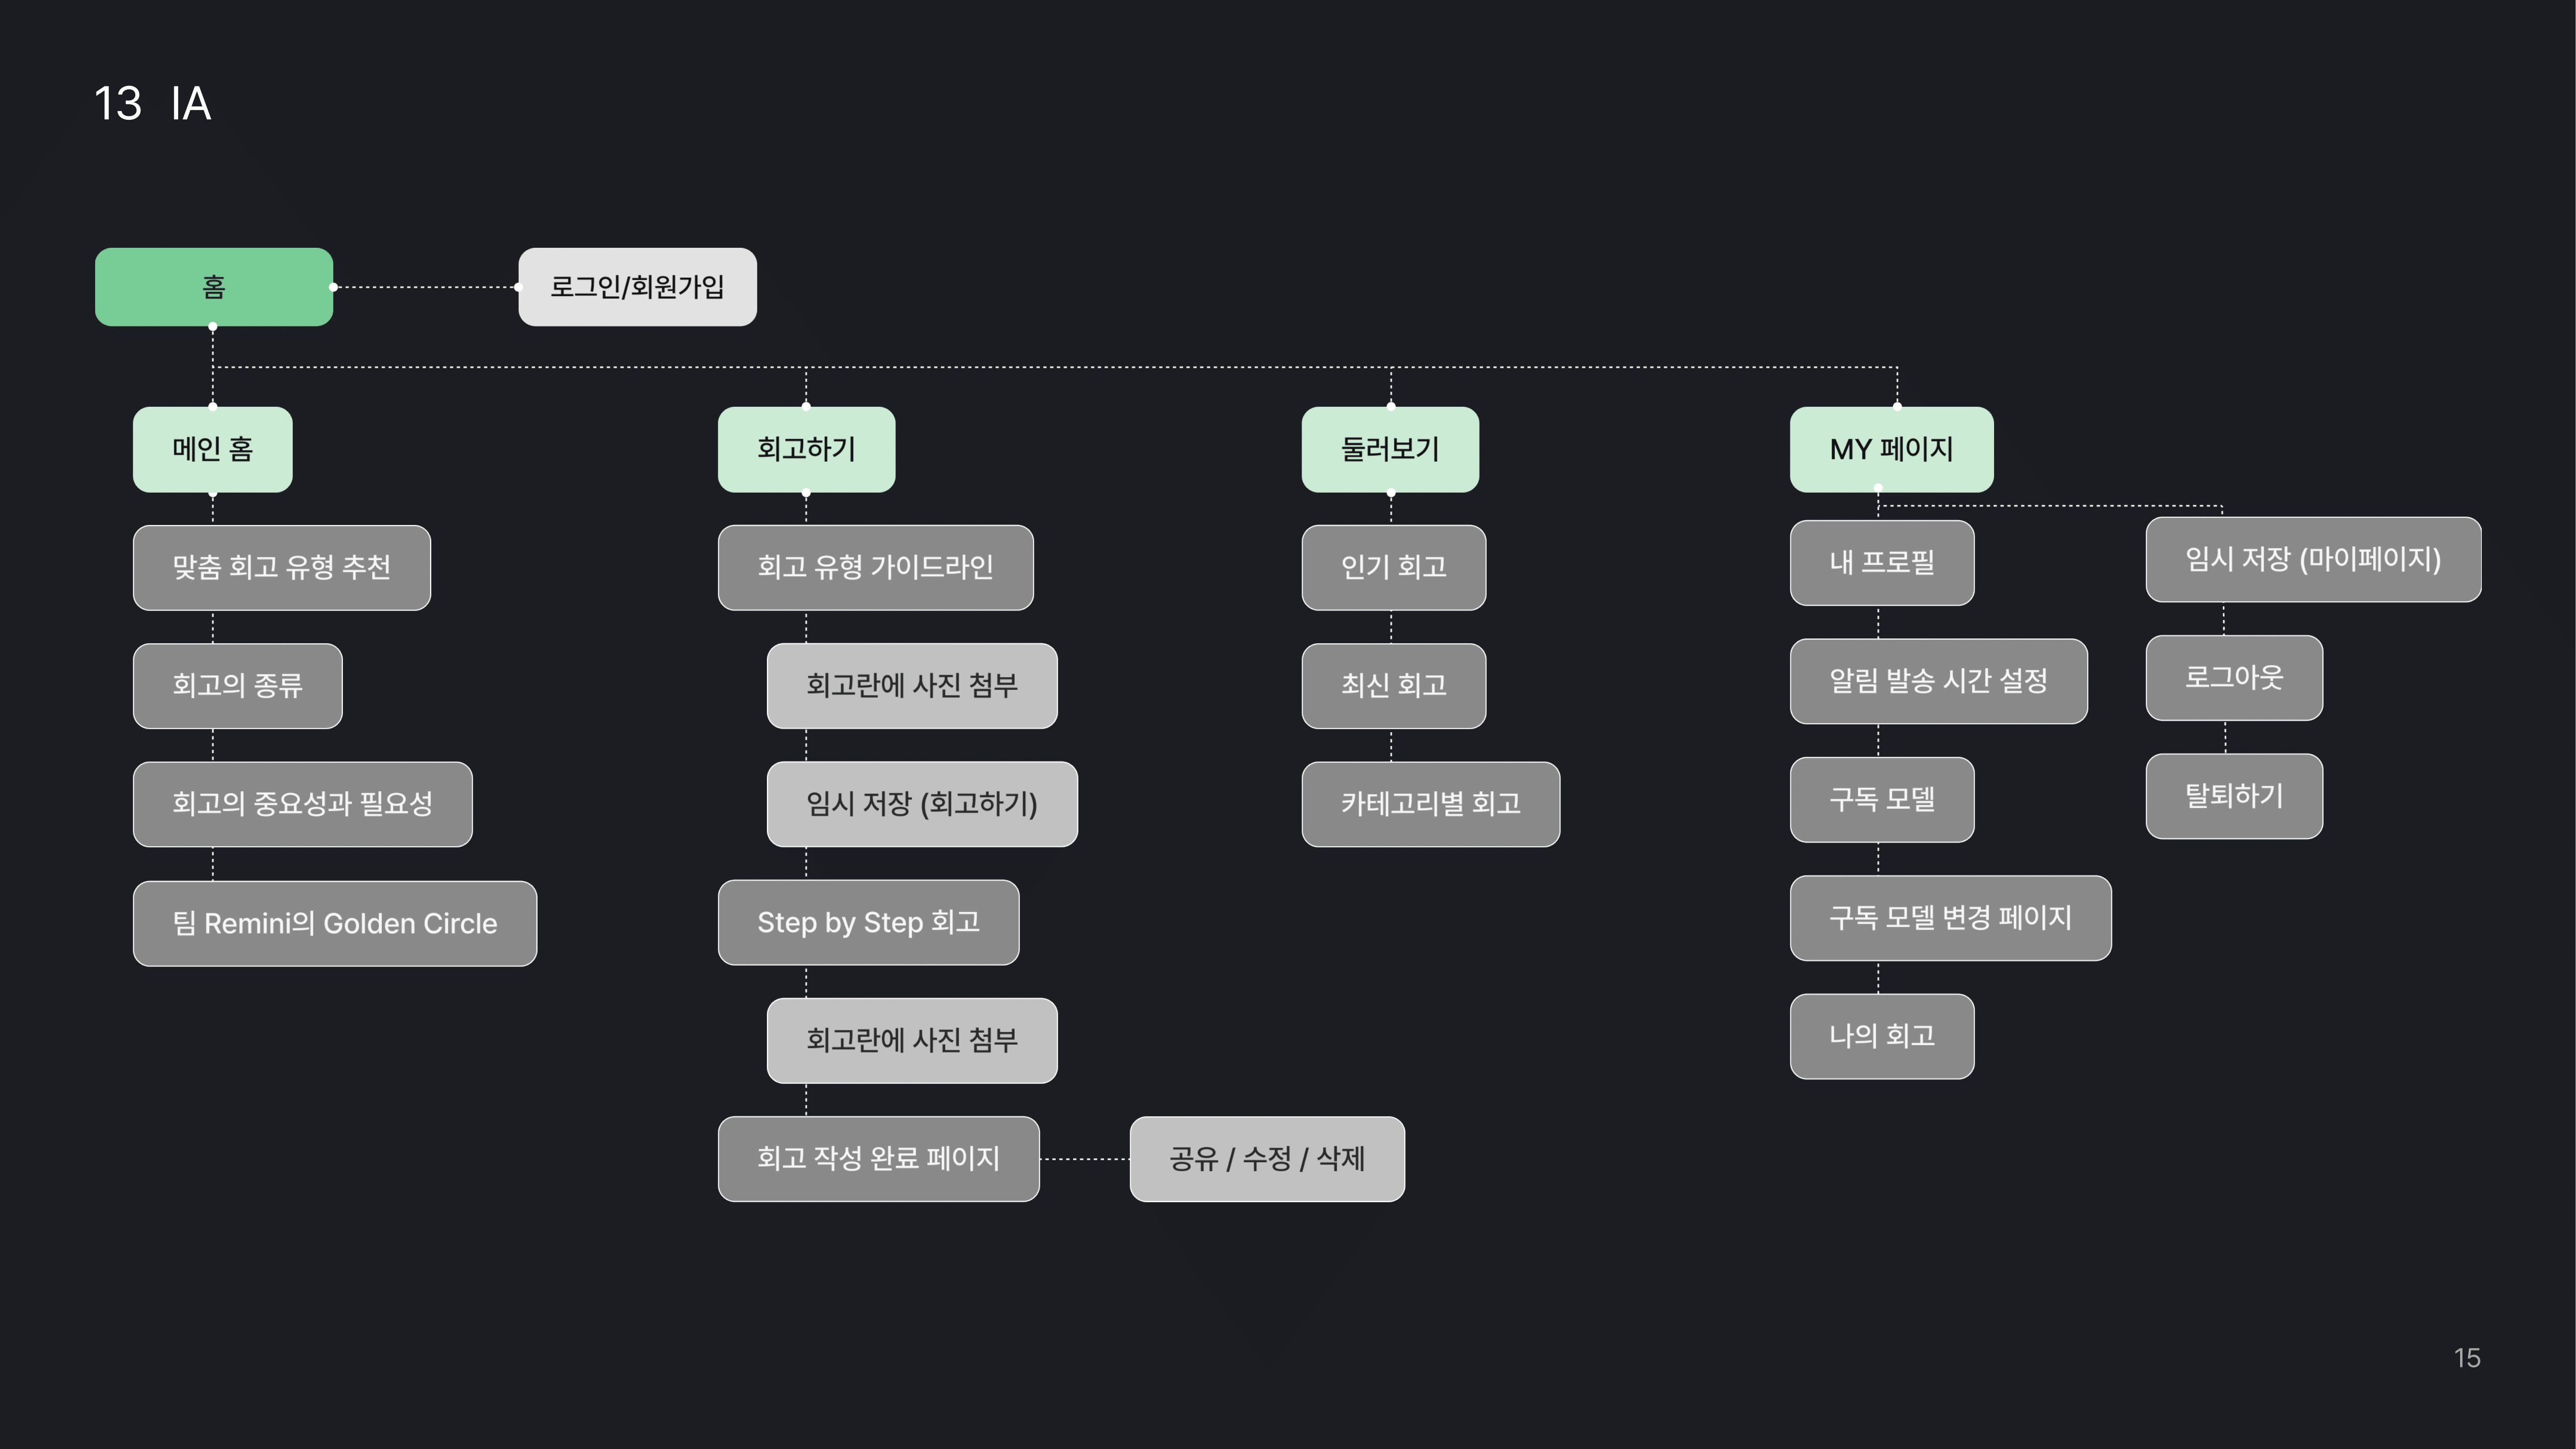 13 IA
홈
로그인/회원가입
메인 홈
맞춤 회고 유형 추천
회고의 종류
회고의 중요성과 필요성
팀 Remini의 Golden Circle
회고하기
회고 유형 가이드라인
회고란에 사진 첨부
임시 저장 (회고하기)
Step by Step 회고
회고란에 사진 첨부
회고 작성 완료 페이지
공유 / 수정 / 삭제
둘러보기
인기 회고
최신 회고
카테고리별 회고
MY 페이지
내 프로필
알림 발송 시간 설정
구독 모델
구독 모델 변경 페이지
나의 회고
임시 저장 (마이페이지)
로그아웃
탈퇴하기
15